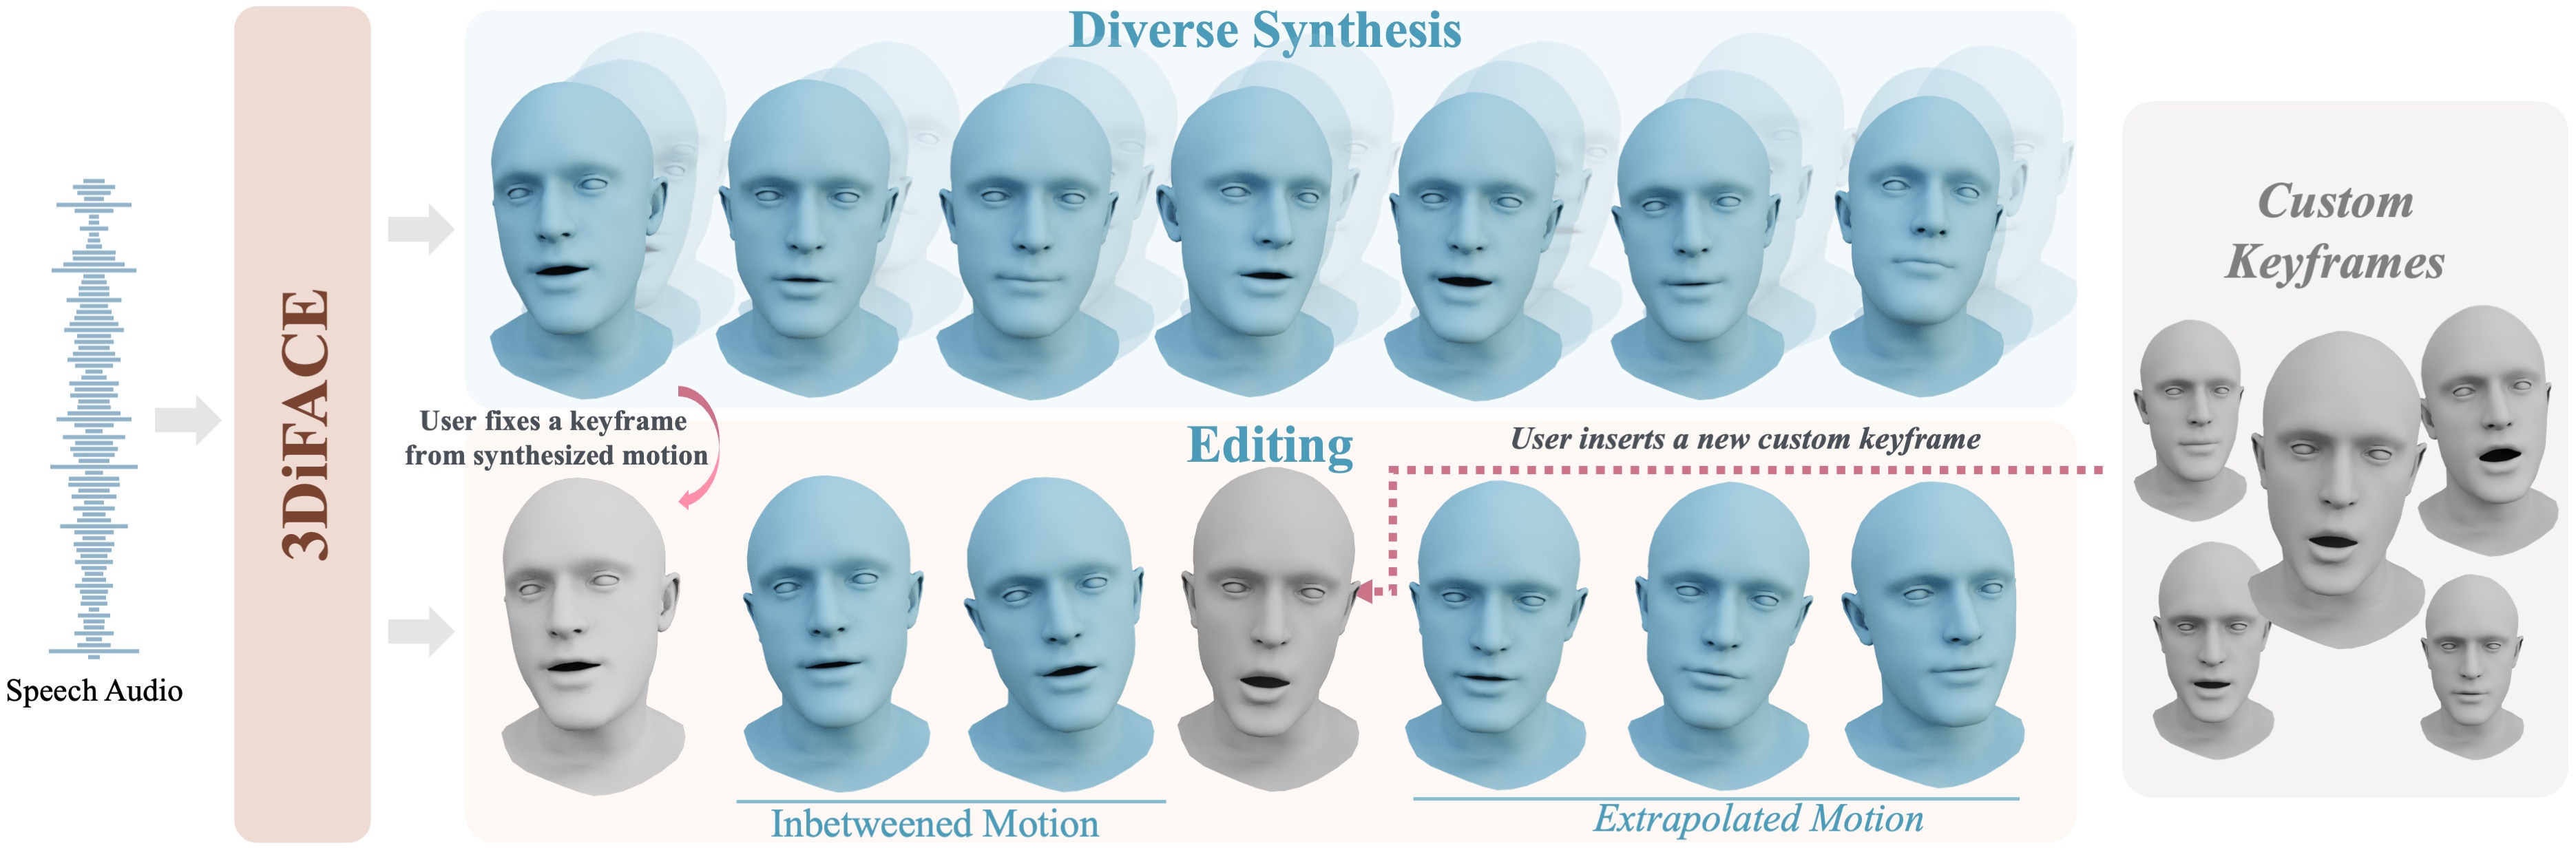 Diverse Synthesis
3DiFACE
Speech Audio
User fixes a keyframe
from synthesized motion
Editing
User inserts a new custom keyframe
Inbetweened Motion
Extrapolated Motion
Custom
Keyframes